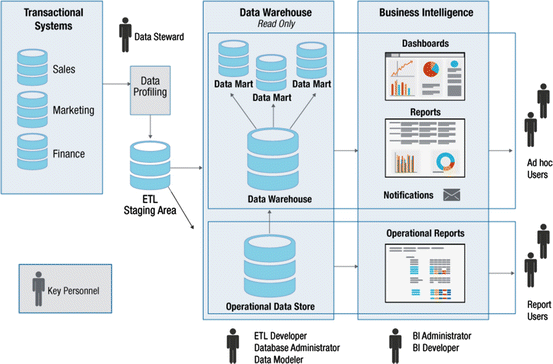 Transactional
Systems
Sales
Marketing
Finance
Data Steward
Data
Profiling
ETL
Staging Area
Key Personnel
Data Warehouse
Read Only
Data Mart
Data Mart
Data Mart
Data Warehouse
Operational Data Store
ETL Developer
Database Administrator
Data Modeler
Business Intelligence
Dashboards
Reports
Notifications
Operational Reports
BI Administrator
BI Developer
Ad hoc
Users
Report
Users